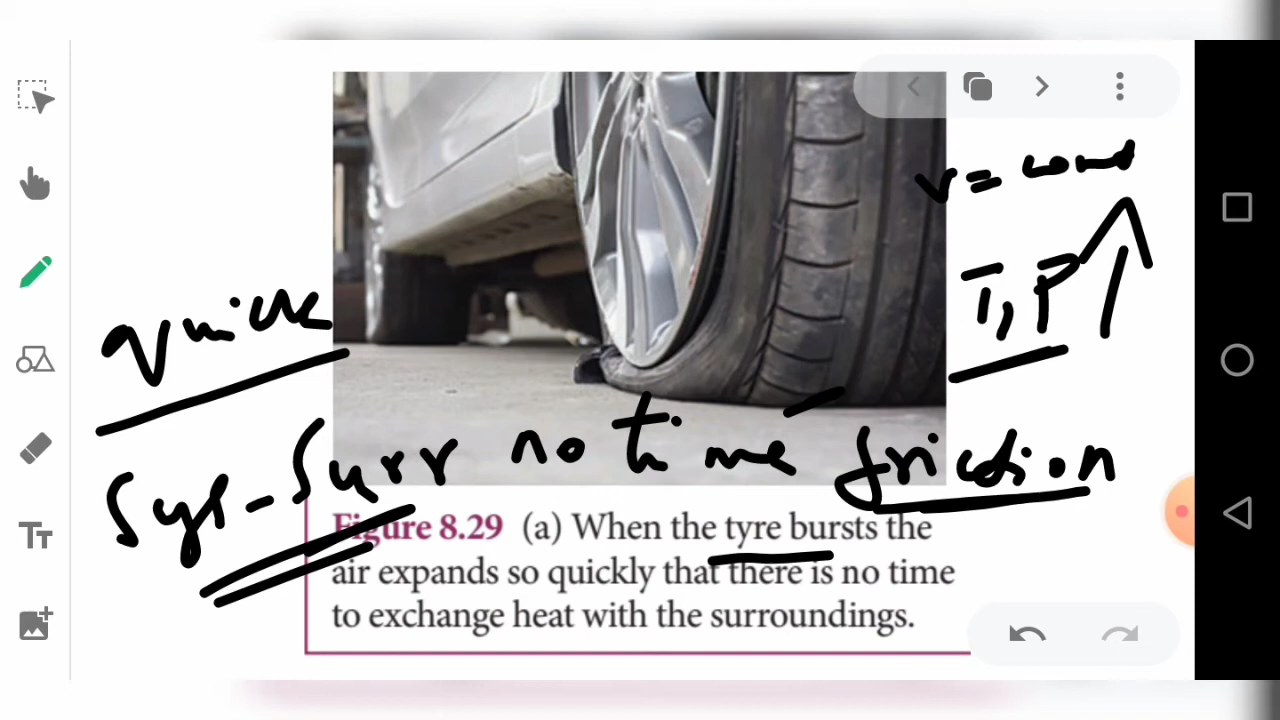 v = const
T, P
quick
Sys - Surr no time friction
Figure 8.29 (a) When the tyre bursts the
air expands so quickly that there is no time
to exchange heat with the surroundings.
Tт